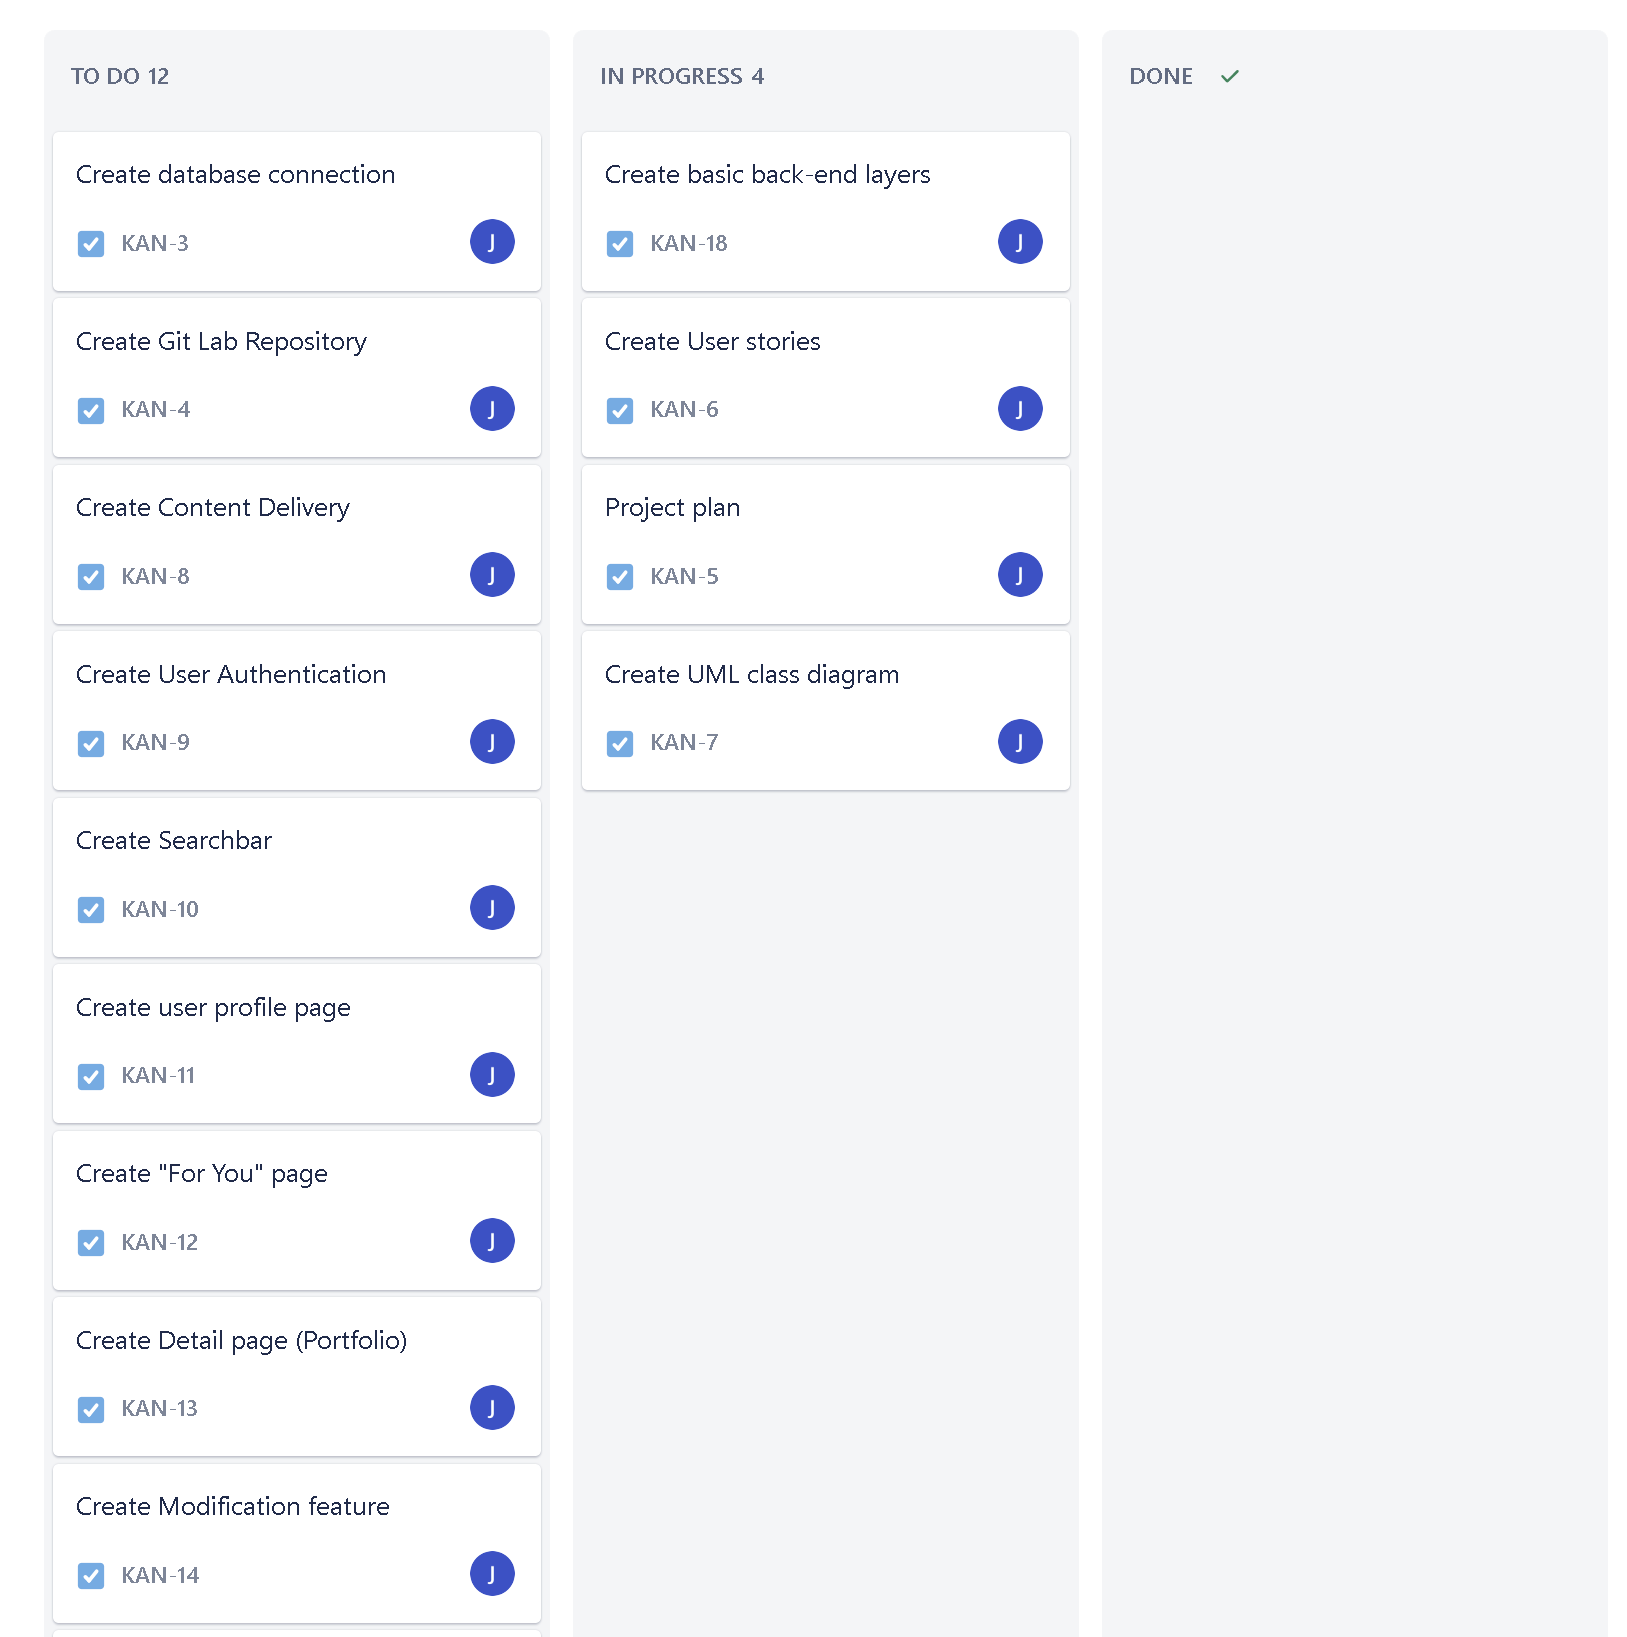 TO DO 12
Create database connection
KAN-3
J
Create Git Lab Repository
KAN-4
J
Create Content Delivery
KAN-8
J
Create User Authentication
KAN-9
J
Create Searchbar
KAN-10
J
Create user profile page
KAN-11
J
Create "For You" page
KAN-12
J
Create Detail page (Portfolio)
KAN-13
J
Create Modification feature
KAN-14
J
IN PROGRESS 4
Create basic back-end layers
KAN-18
J
Create User stories
KAN-6
J
Project plan
KAN-5
J
Create UML class diagram
KAN-7
J
DONE